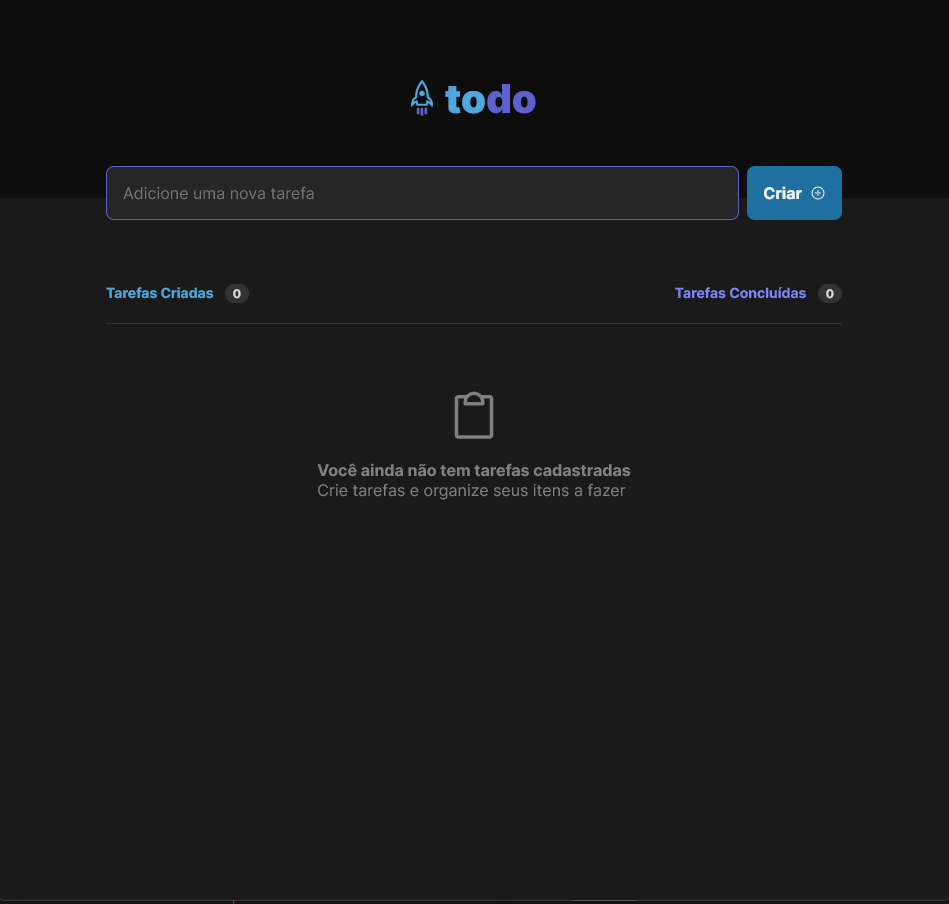 todo
Adicione uma nova tarefa
Criar
Tarefas Criadas 0
Tarefas Concluídas 0
Você ainda não tem tarefas cadastradas
Crie tarefas e organize seus itens a fazer